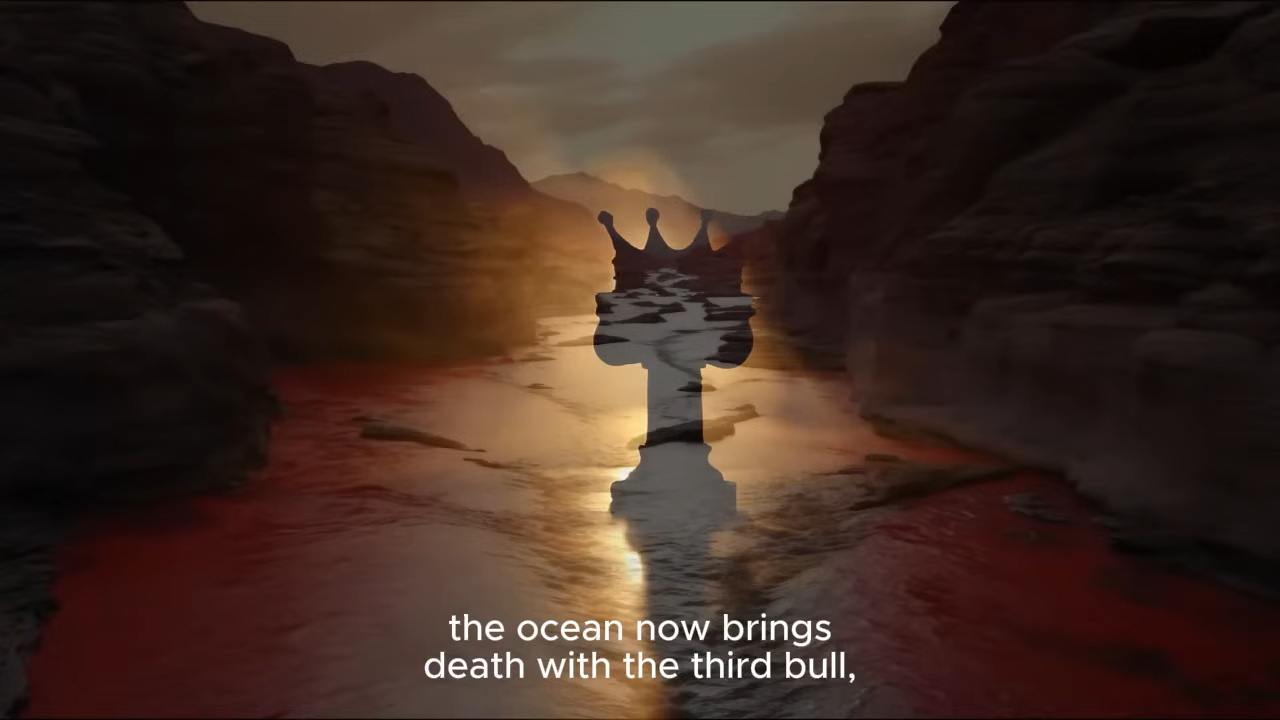 the ocean now brings
death with the third bull,